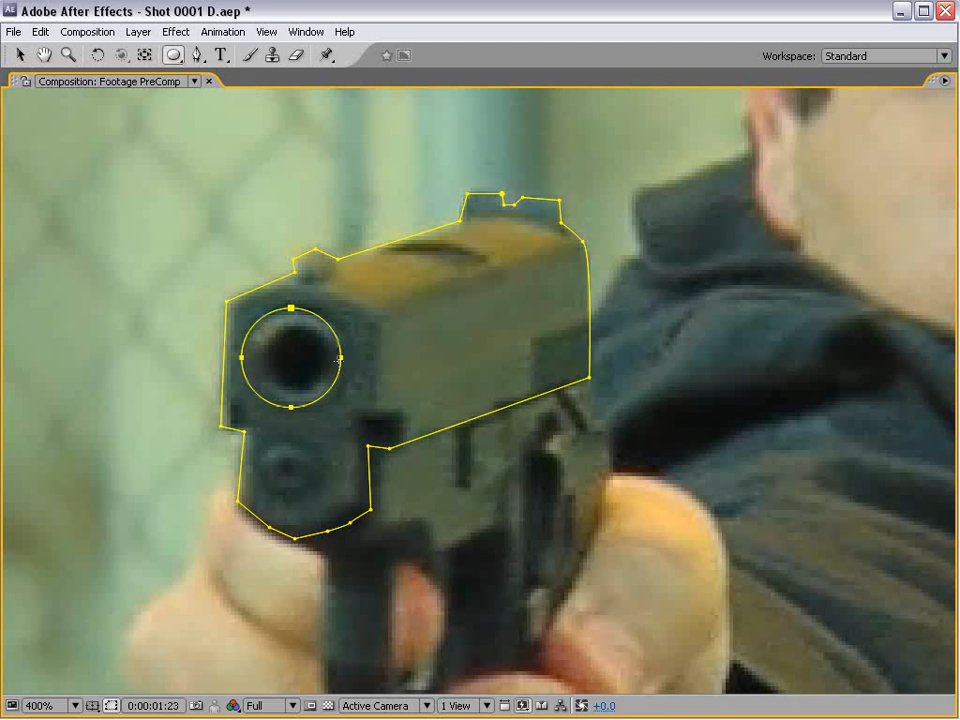 Ae Adobe After Effects - Shot 0001 D.aep *
File Edit Composition Layer Effect Animation View Window Help
T Workspace: Standard
Composition: Footage PreComp
400% 0:00:01:23 Full Active Camera 1 View +0.0